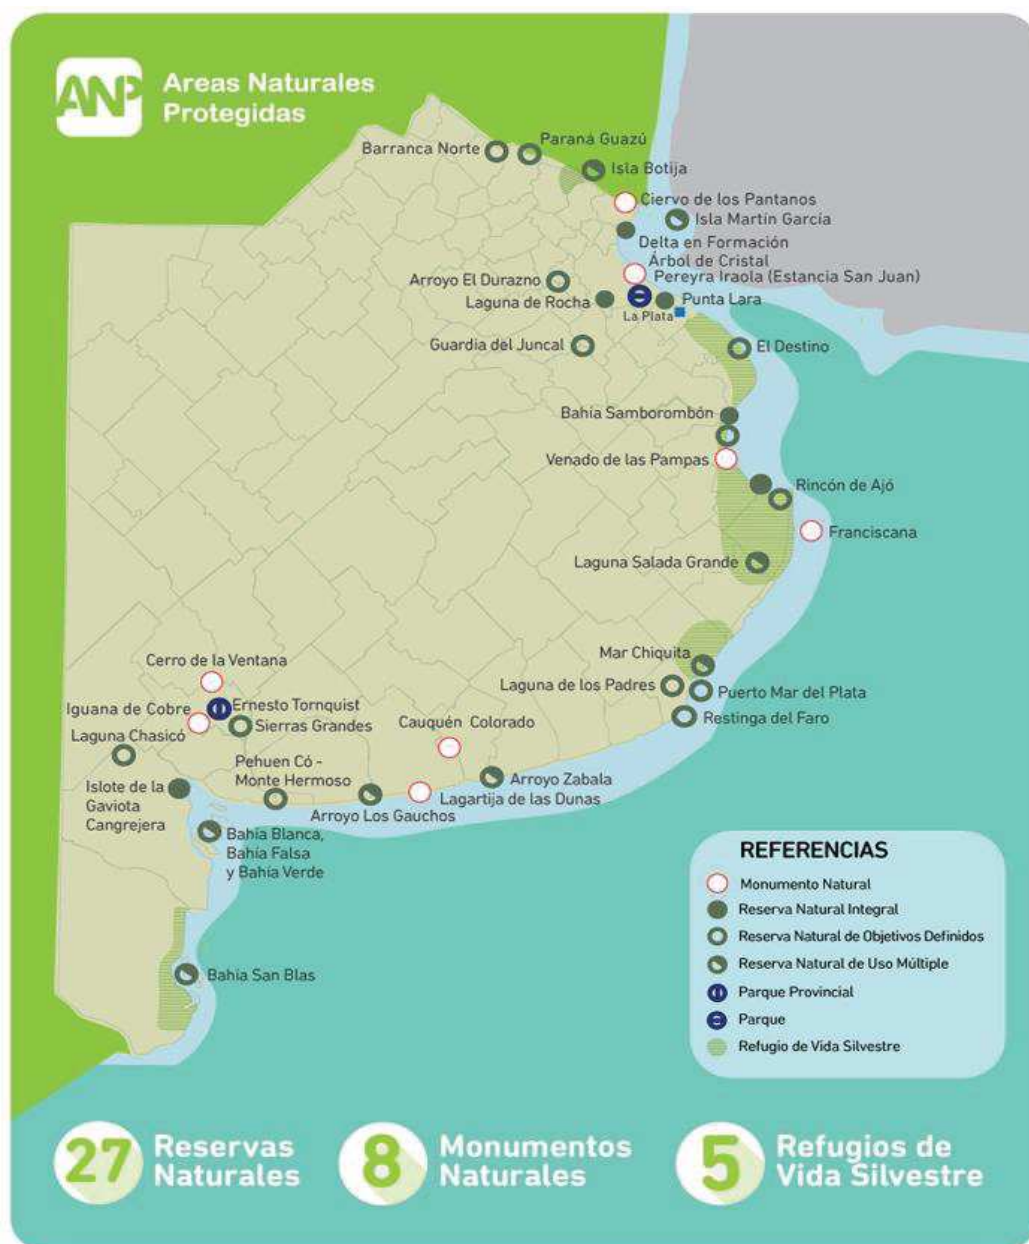 ANP
Areas Naturales
Protegidas
Barranca Norte
Paraná Guazú
Isla Botija
Ciervo de los Pantanos
Isla Martín García
Delta en Formación
Árbol de Cristal
Pereyra Iraola (Estancia San Juan)
Arroyo El Durazno
Laguna de Rocha
Punta Lara
La Plata
Guardia del Juncal
El Destino
Bahía Samborombón
Venado de las Pampas
Rincón de Ajó
Franciscana
Laguna Salada Grande
Mar Chiquita
Laguna de los Padres
Puerto Mar del Plata
Restinga del Faro
Cerro de la Ventana
Iguana de Cobre
Ernesto Tornquist
Sierras Grandes
Laguna Chasicó
Cauquén Colorado
Pehuen Có -
Monte Hermoso
Arroyo Zabala
Lagartija de las Dunas
Arroyo Los Gauchos
Islote de la
Gaviota
Cangrejera
Bahía Blanca,
Bahía Falsa
y Bahía Verde
Bahía San Blas
REFERENCIAS
Monumento Natural
Reserva Natural Integral
Reserva Natural de Objetivos Definidos
Reserva Natural de Uso Múltiple
Parque Provincial
Parque
Refugio de Vida Silvestre
27
Reservas
Naturales
8
Monumentos
Naturales
5
Refugios de
Vida Silvestre